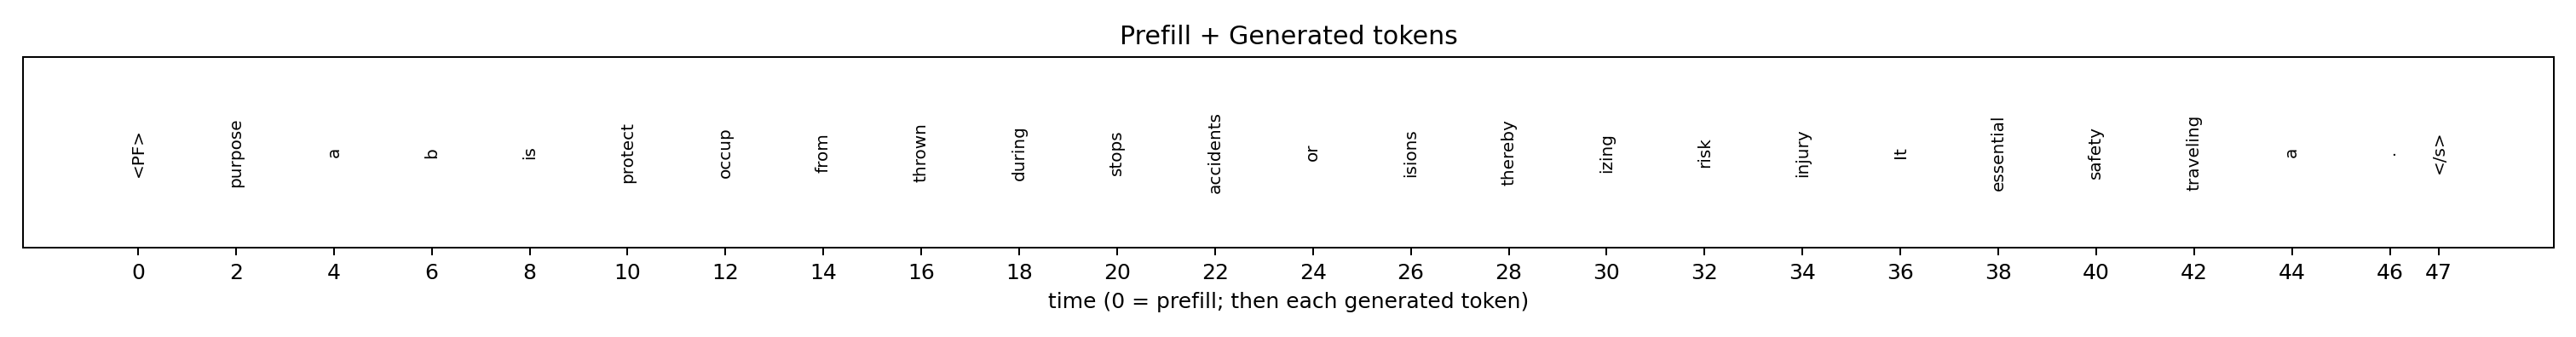 Prefill + Generated tokens
<PF> purpose a b is protect occup from thrown during stops accidents or isions thereby izing risk injury It essential safety traveling a . </s>
0 2 4 6 8 10 12 14 16 18 20 22 24 26 28 30 32 34 36 38 40 42 44 46 47
time (0 = prefill; then each generated token)